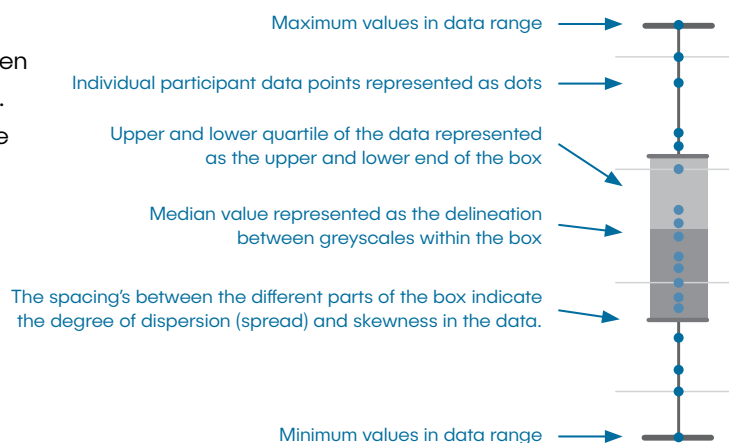 Maximum values in data range
en
Individual participant data points represented as dots
.
e
Upper and lower quartile of the data represented
as the upper and lower end of the box
Median value represented as the delineation
between greyscales within the box
The spacing's between the different parts of the box indicate
the degree of dispersion (spread) and skewness in the data.
Minimum values in data range